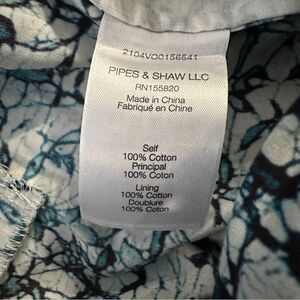 2104VO0156541
PIPES & SHAW LLC
RN155820
Made in China
Fabriqué en Chine
Self
100% Cotton
Principal
100% Coton
Lining
100% Cotton
Doublure
100% Coton